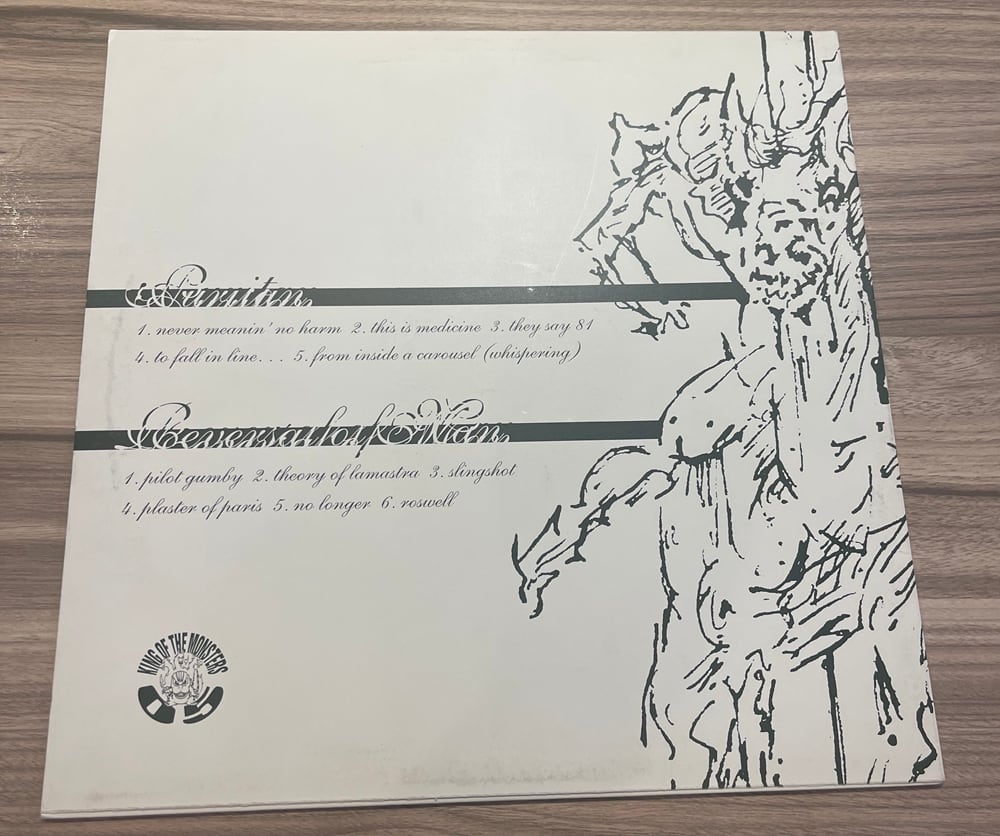 Puritan
1. never meanin' no harm 2. this is medicine 3. they say 81
4. to fall in line... 5. from inside a carousel (whispering)
Reversal of Man
1. pilot gumby 2. theory of lamastra 3. slingshot
4. plaster of paris 5. no longer 6. roswell
KING OF THE MONSTERS